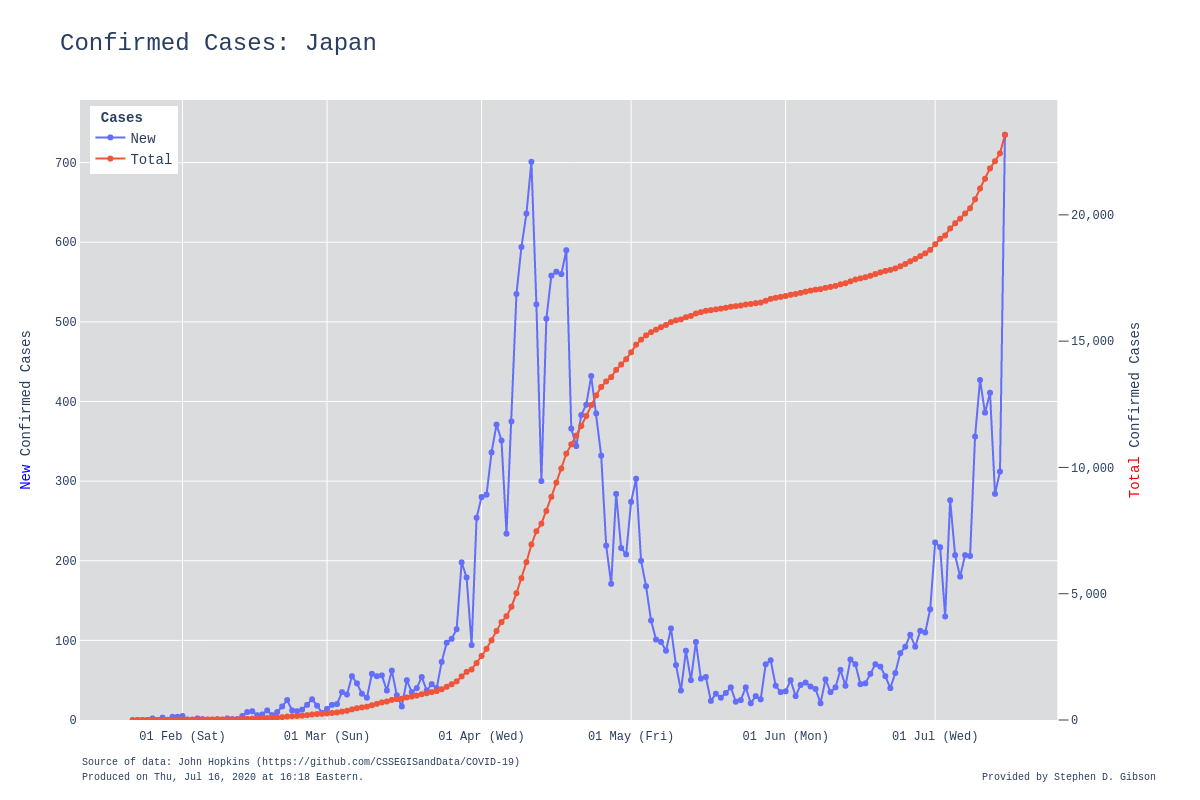 Confirmed Cases: Japan
Cases
New
Total
700
600
500
400
300
200
100
0
20,000
15,000
10,000
5,000
0
New Confirmed Cases
Total Confirmed Cases
01 Feb (Sat)
01 Mar (Sun)
01 Apr (Wed)
01 May (Fri)
01 Jun (Mon)
01 Jul (Wed)
Source of data: John Hopkins (https://github.com/CSSEGISandData/COVID-19)
Produced on Thu, Jul 16, 2020 at 16:18 Eastern.
Provided by Stephen D. Gibson